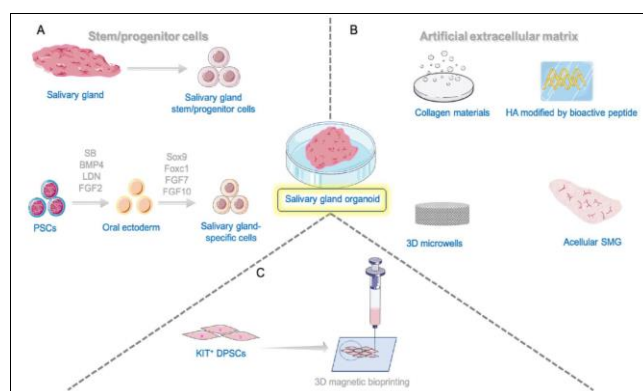 A
Stem/progenitor cells
Salivary gland
Salivary gland
stem/progenitor cells
SB
BMP4
LDN
FGF2
Sox9
Foxc1
FGF7
FGF10
PSCs
Oral ectoderm
Salivary gland-
specific cells
B
Artificial extracellular matrix
Collagen materials
HA modified by bioactive peptide
Salivary gland organoid
3D microwells
Acellular SMG
C
KIT⁺ DPSCs
3D magnetic bioprinting